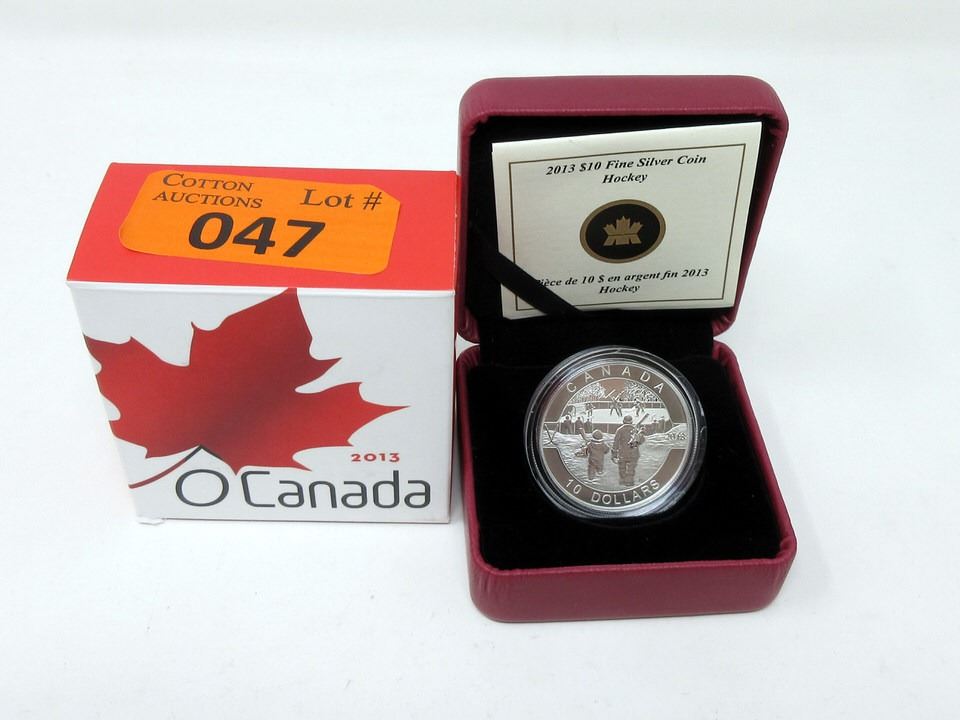 COTTON
AUCTIONS
Lot #
047
2013
O Canada
2013 $10 Fine Silver Coin
Hockey
Pièce de 10 $ en argent fin 2013
Hockey
CANADA
2013
10 DOLLARS